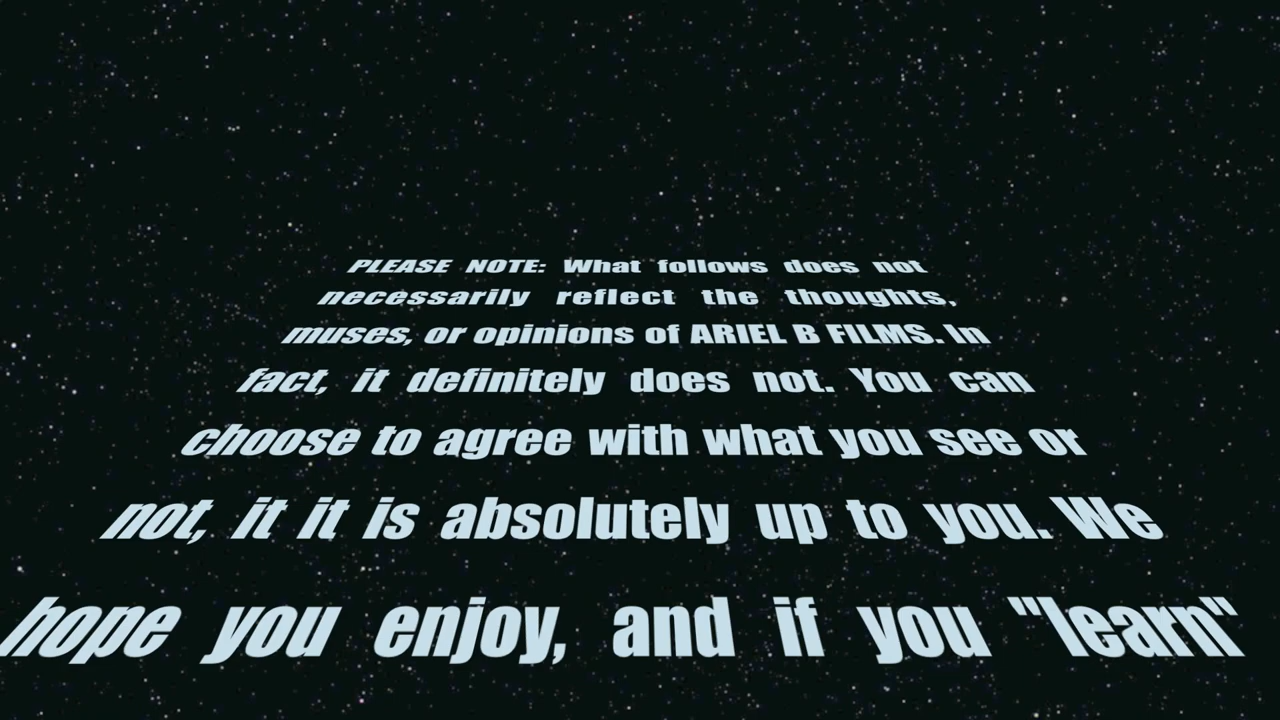 PLEASE NOTE: What follows does not
necessarily reflect the thoughts,
muses, or opinions of ARIEL B FILMS. In
fact, it definitely does not. You can
choose to agree with what you see or
not, it it is absolutely up to you. We
hope you enjoy, and if you "learn"